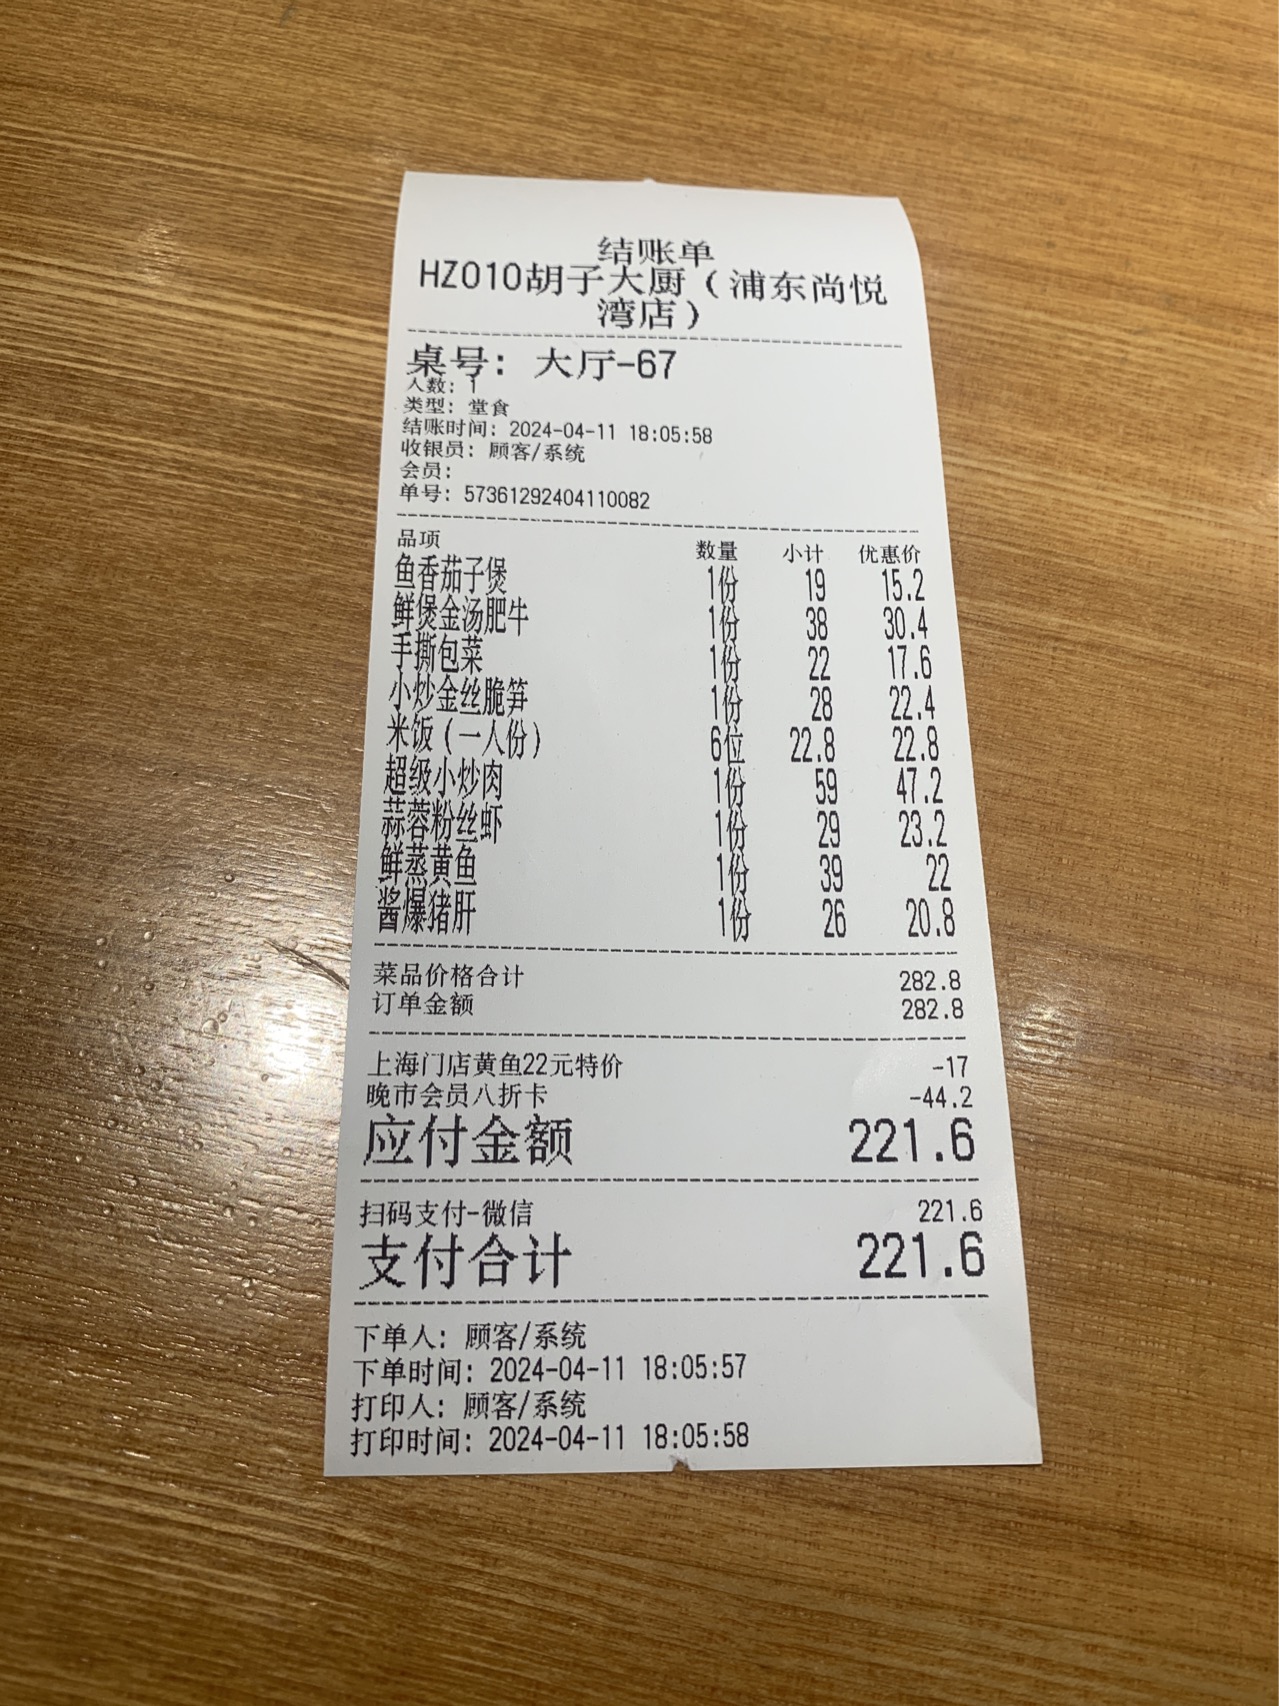 结账单
HZ010胡子大厨（浦东尚悦
湾店）
桌号: 大厅-67
人数: 1
类型: 堂食
结账时间: 2024-04-11 18:05:58
收银员: 顾客/系统
会员:
单号: 57361292404110082
品项 数量 小计 优惠价
鱼香茄子煲 1份 19 15.2
鲜煲金汤肥牛 1份 38 30.4
手撕包菜 1份 22 17.6
小炒金丝脆笋 1份 28 22.4
米饭(一人份) 6位 22.8 22.8
超级小炒肉 1份 59 47.2
蒜蓉粉丝虾 1份 29 23.2
鲜蒸黄鱼 1份 39 22
酱爆猪肝 1份 26 20.8
菜品价格合计 282.8
订单金额 282.8
上海门店黄鱼22元特价 -17
晚市会员八折卡 -44.2
应付金额 221.6
扫码支付-微信 221.6
支付合计 221.6
下单人: 顾客/系统
下单时间: 2024-04-11 18:05:57
打印人: 顾客/系统
打印时间: 2024-04-11 18:05:58